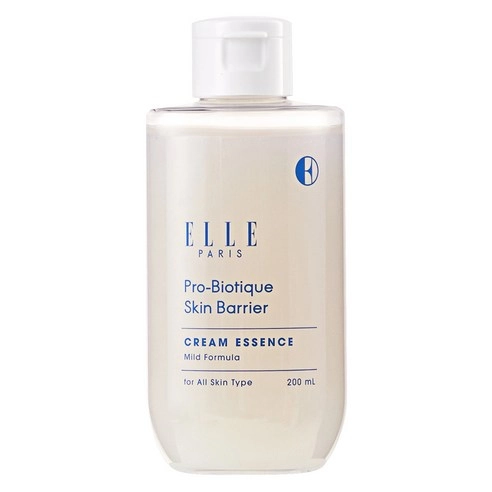 ELLE
PARIS
Pro-Biotique
Skin Barrier
CREAM ESSENCE
Mild Formula
for All Skin Type 200 mL